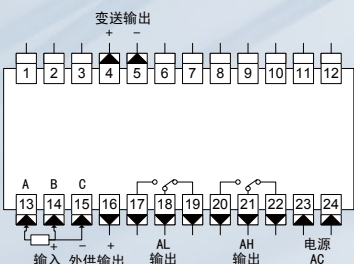 变送输出
+ −
1 2 3 4 5 6 7 8 9 10 11 12
A B C
13 14 15 16 17 18 19 20 21 22 23 24
+ − + AL AH 电源
输入 外供输出 输出 输出 AC